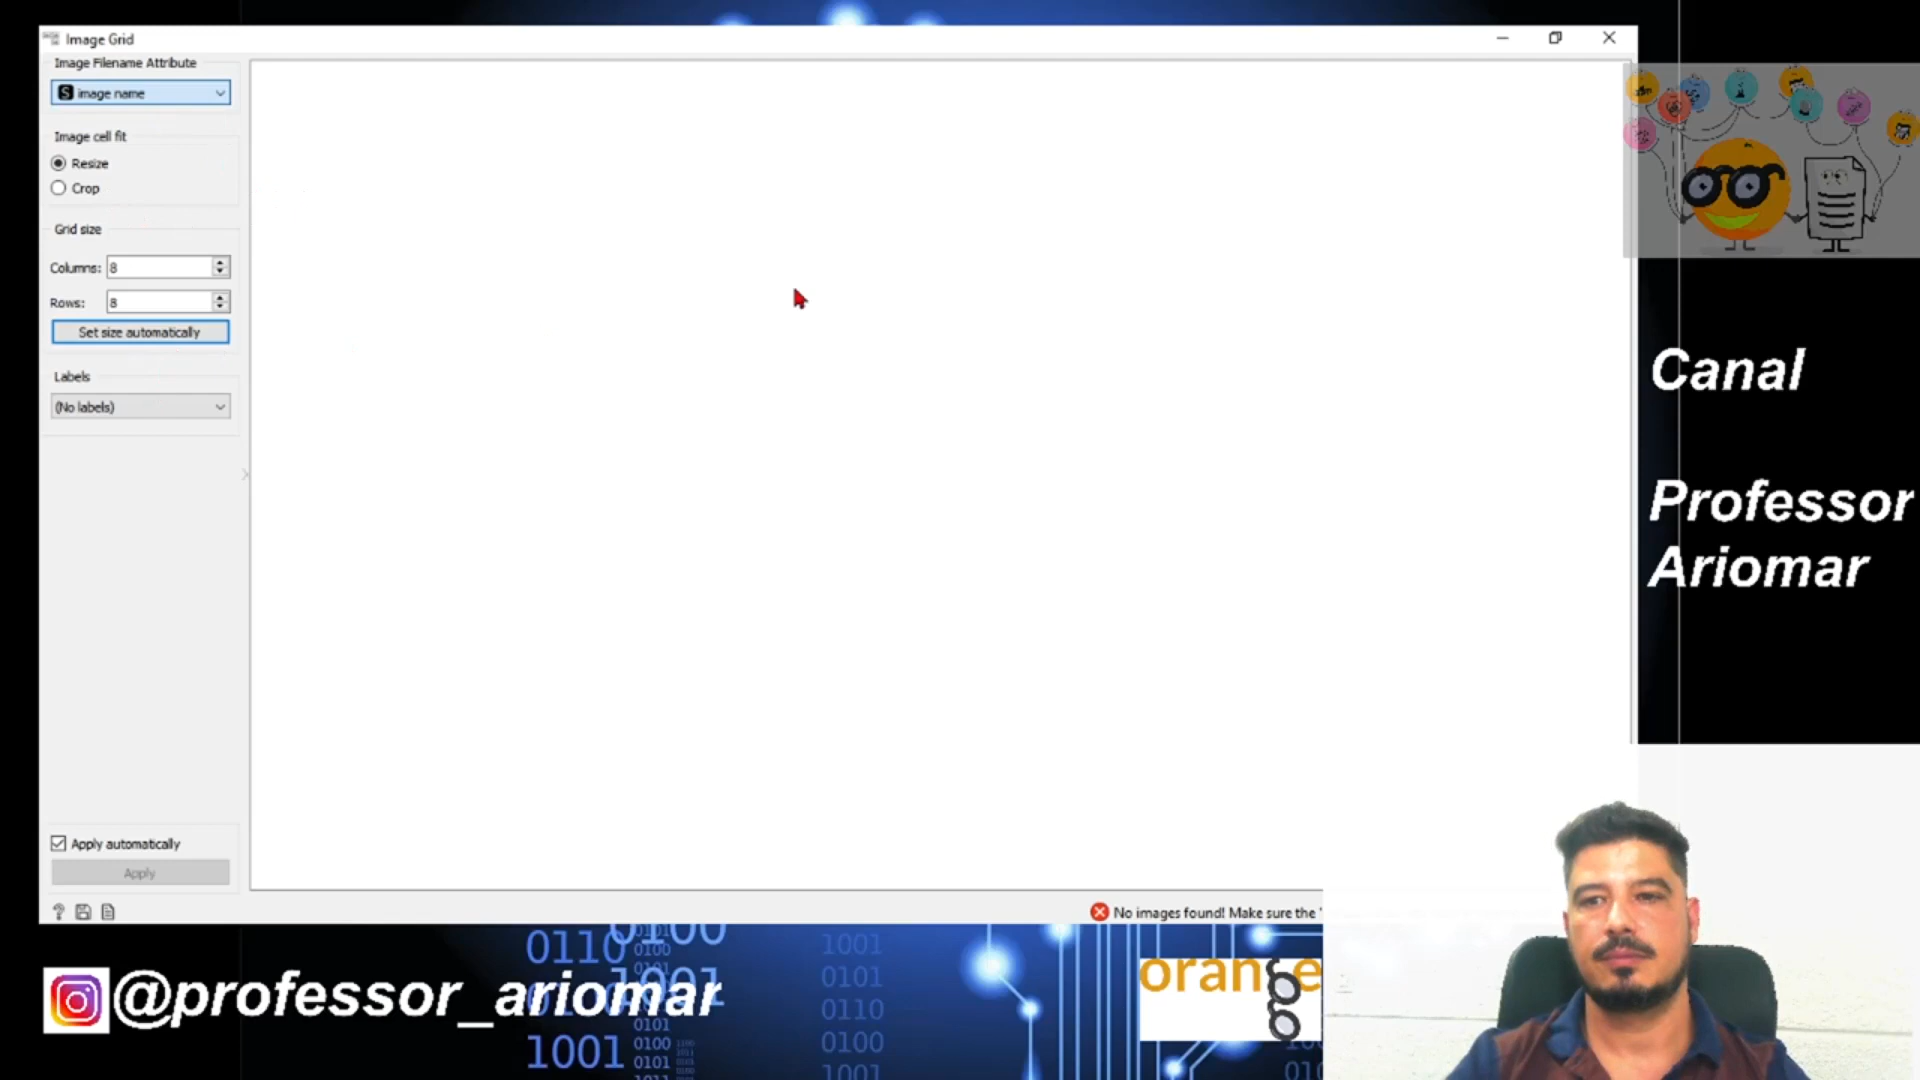 Image Grid
Image Filename Attribute
S image name
Image cell fit
Resize
Crop
Grid size
Columns: 8
Rows: 8
Set size automatically
Labels
(No labels)
Apply automatically
Apply
No images found! Make sure the '
Canal
Professor
Ariomar
@professor_ariomar
orange
0110
0100
1001
1001
0101
0110
0100
1001
0101
0100
0101